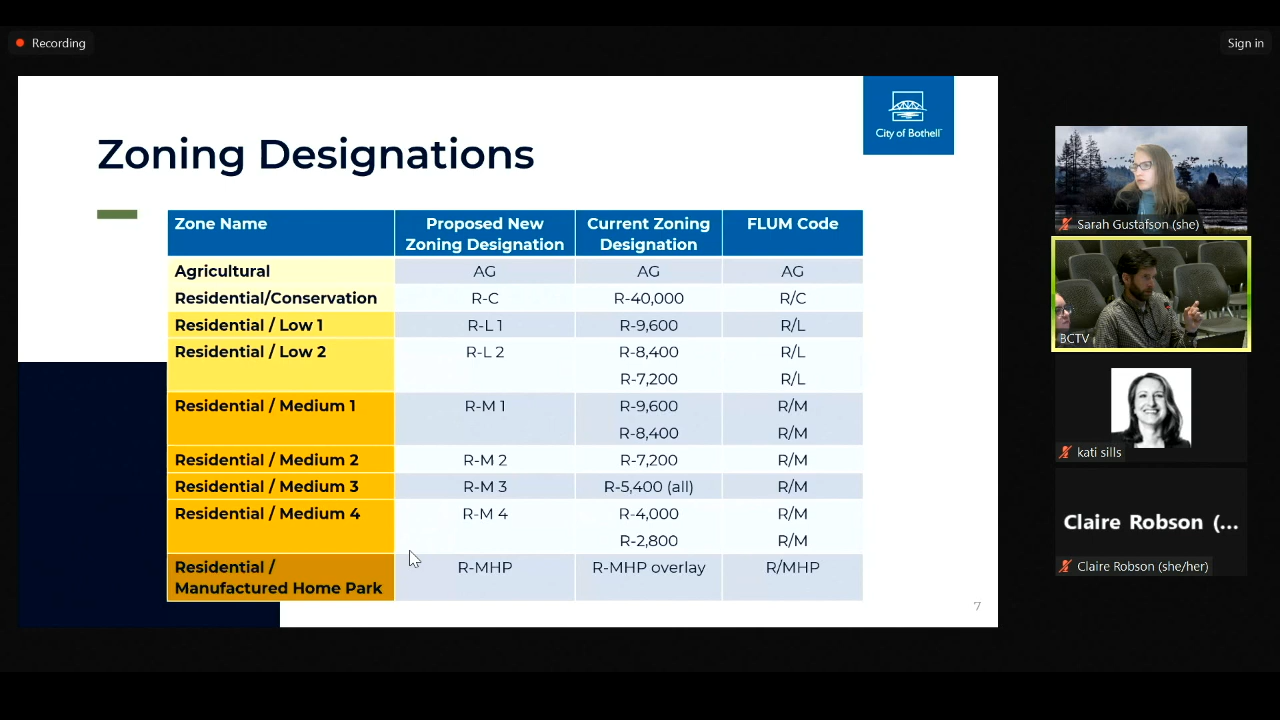 Recording
Sign in
City of Bothell
Zoning Designations
Zone Name
Proposed New
Zoning Designation
Current Zoning
Designation
FLUM Code
Agricultural
AG
AG
AG
Residential/Conservation
R-C
R-40,000
R/C
Residential / Low 1
R-L 1
R-9,600
R/L
Residential / Low 2
R-L 2
R-8,400
R/L
R-7,200
R/L
Residential / Medium 1
R-M 1
R-9,600
R/M
R-8,400
R/M
Residential / Medium 2
R-M 2
R-7,200
R/M
Residential / Medium 3
R-M 3
R-5,400 (all)
R/M
Residential / Medium 4
R-M 4
R-4,000
R/M
R-2,800
R/M
Residential /
Manufactured Home Park
R-MHP
R-MHP overlay
R/MHP
7
Sarah Gustafson (she)
BCTV
kati sills
Claire Robson (...
Claire Robson (she/her)